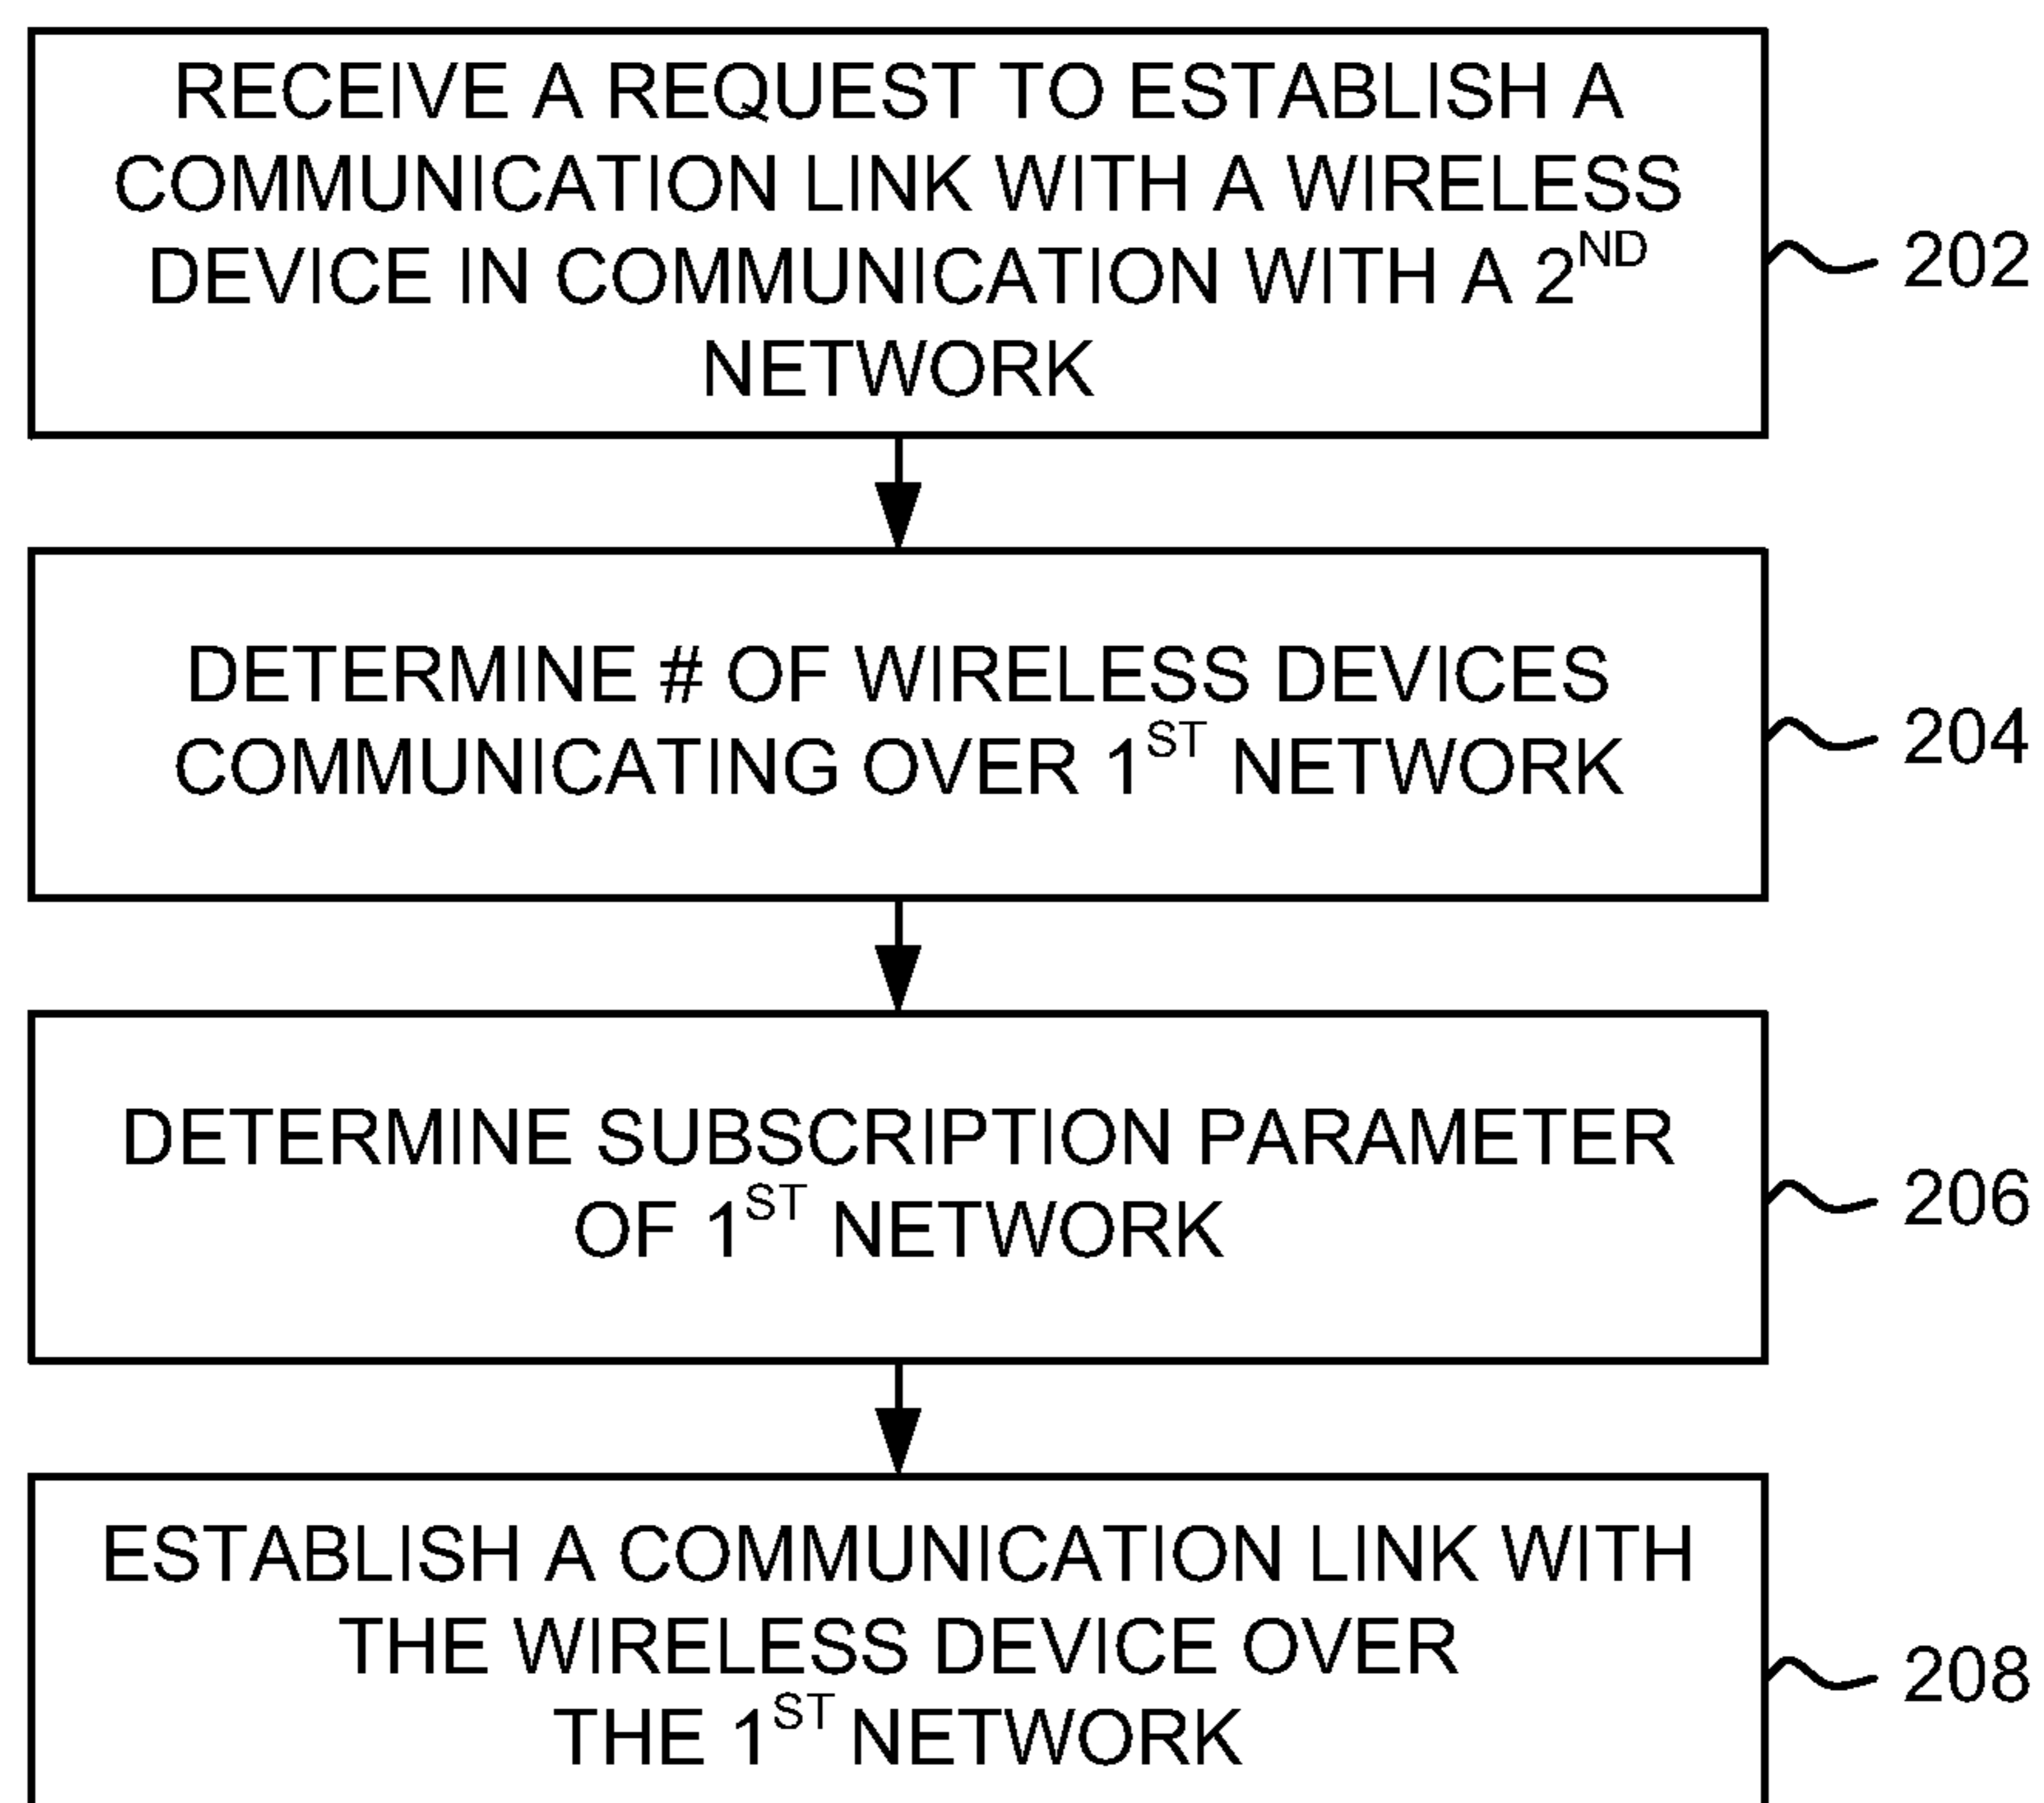 RECEIVE A REQUEST TO ESTABLISH A
COMMUNICATION LINK WITH A WIRELESS
DEVICE IN COMMUNICATION WITH A 2ND
NETWORK
202
DETERMINE # OF WIRELESS DEVICES
COMMUNICATING OVER 1ST NETWORK
204
DETERMINE SUBSCRIPTION PARAMETER
OF 1ST NETWORK
206
ESTABLISH A COMMUNICATION LINK WITH
THE WIRELESS DEVICE OVER
THE 1ST NETWORK
208